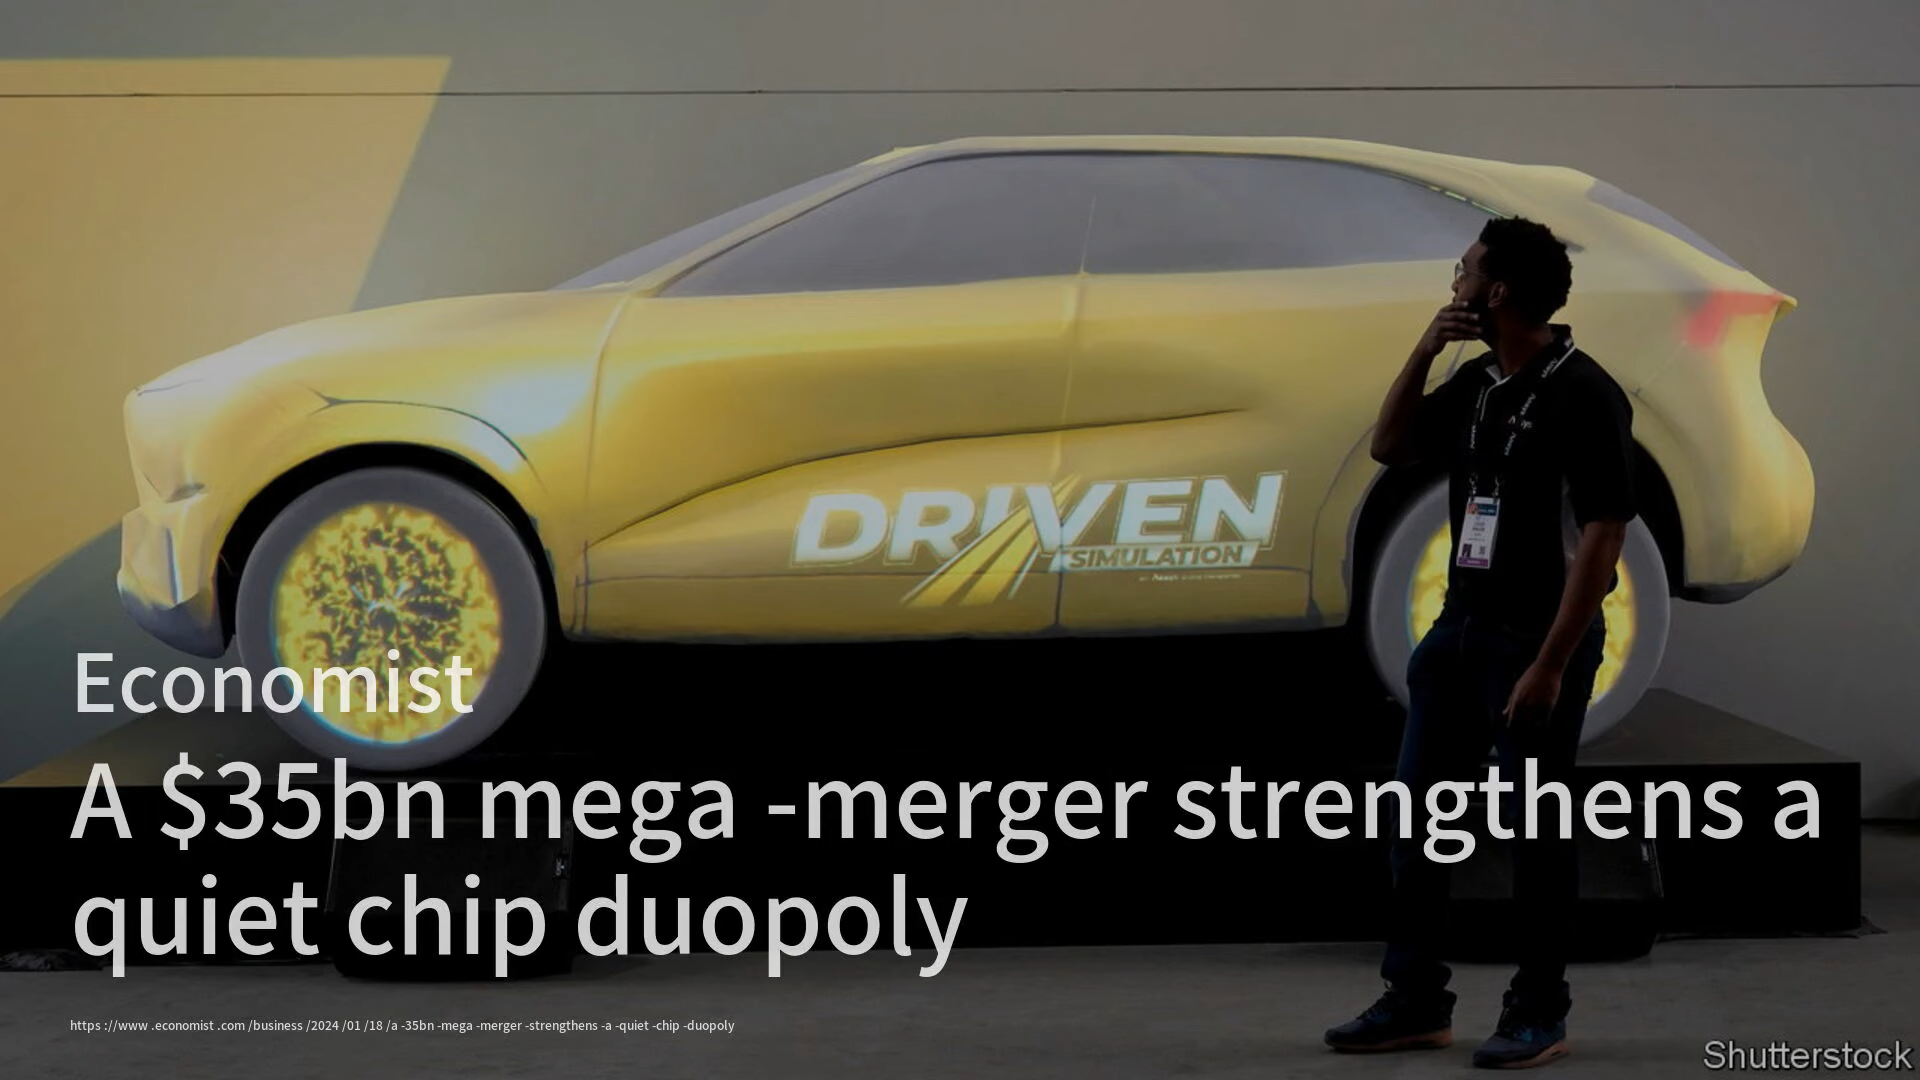 DRIVEN
SIMULATION
Economist
A $35bn mega -merger strengthens a
quiet chip duopoly
https ://www .economist .com /business /2024 /01 /18 /a -35bn -mega -merger -strengthens -a -quiet -chip -duopoly
Shutterstock